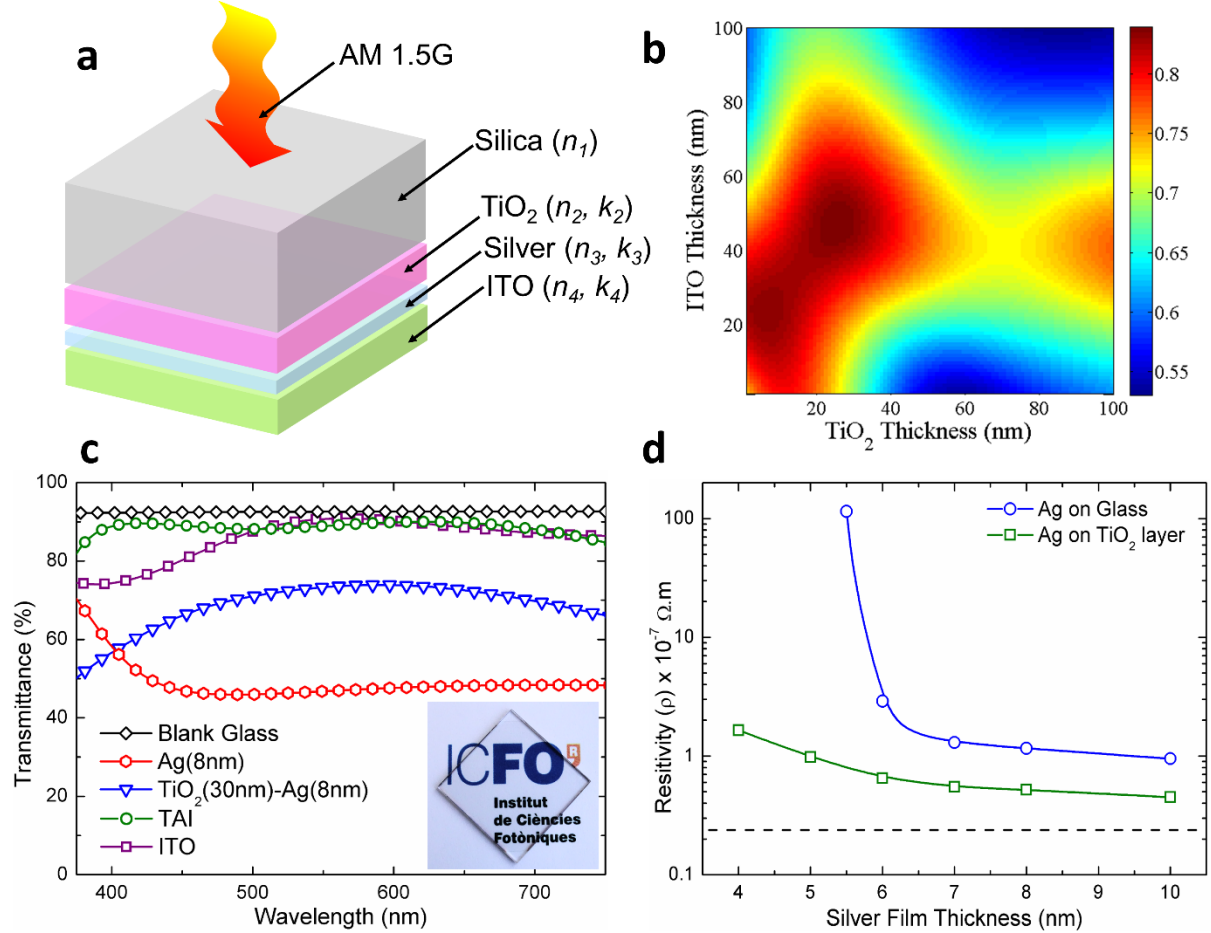 a
AM 1.5G
Silica (n1)
TiO2 (n2, k2)
Silver (n3, k3)
ITO (n4, k4)
b
ITO Thickness (nm)
100
80
60
40
20
20 40 60 80 100
TiO2 Thickness (nm)
0.8
0.75
0.7
0.65
0.6
0.55
c
Transmittance (%)
100
80
60
40
20
0
Blank Glass
Ag(8nm)
TiO2(30nm)-Ag(8nm)
TAI
ITO
ICFO
Institut
de Ciències
Fotòniques
400 500 600 700
Wavelength (nm)
d
Resitivity (ρ) x 10-7 Ω.m
100
10
1
0.1
Ag on Glass
Ag on TiO2 layer
4 5 6 7 8 9 10
Silver Film Thickness (nm)